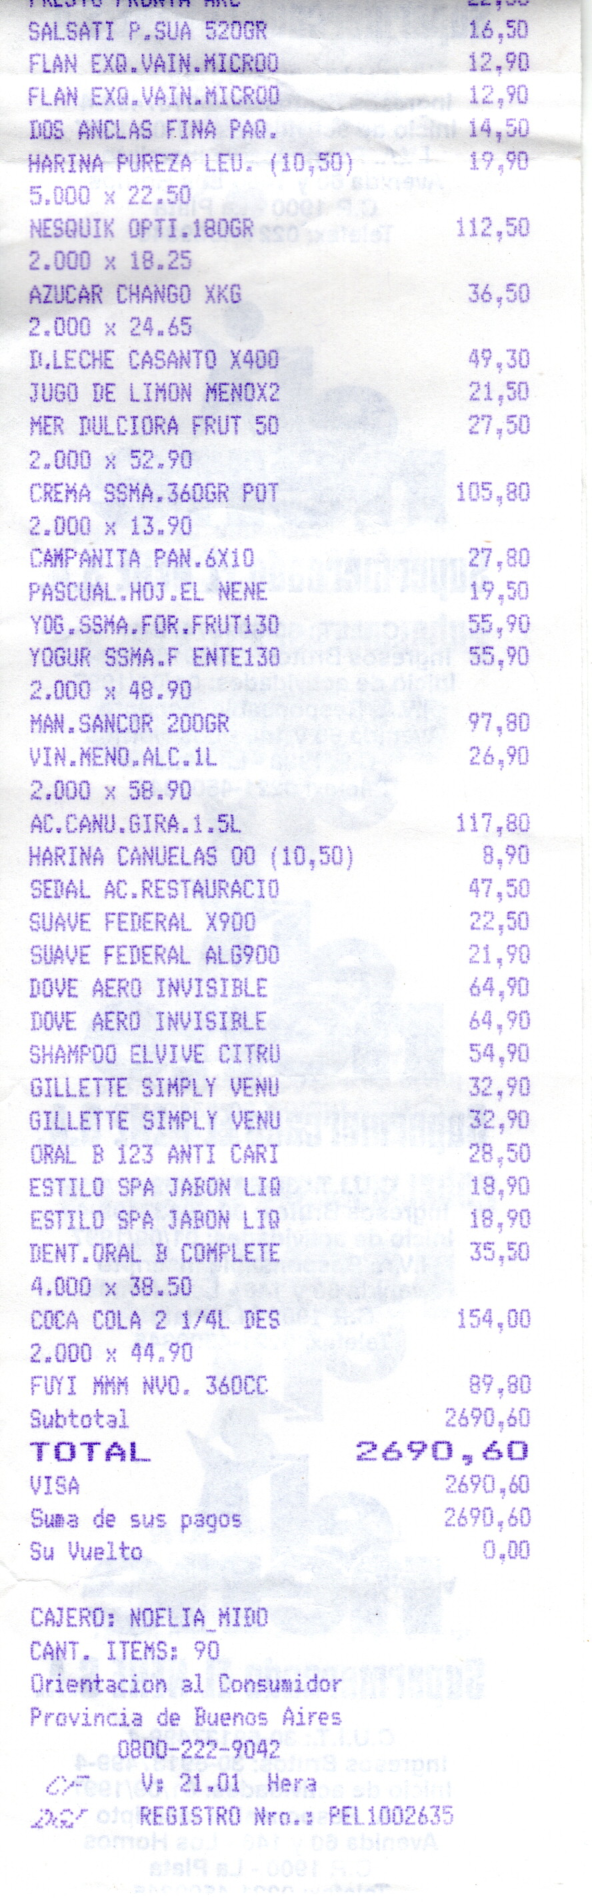 PRESTO PRONTA ARC
SALSATI P.SUA 520GR 16,50
FLAN EXQ.VAIN.MICROO 12,90
FLAN EXQ.VAIN.MICROO 12,90
DOS ANCLAS FINA PAQ. 14,50
HARINA PUREZA LEU. (10,50) 19,90
5.000 x 22.50
NESQUIK OPTI.180GR 112,50
2.000 x 18.25
AZUCAR CHANGO XKG 36,50
2.000 x 24.65
D.LECHE CASANTO X400 49,30
JUGO DE LIMON MENOX2 21,50
MER DULCIORA FRUT 50 27,50
2.000 x 52.90
CREMA SSMA.360GR POT 105,80
2.000 x 13.90
CAMPANITA PAN.6X10 27,80
PASCUAL.HOJ.EL NENE 19,50
YOG.SSMA.FOR.FRUT130 55,90
YOGUR SSMA.F ENTE130 55,90
2.000 x 48.90
MAN.SANCOR 200GR 97,80
VIN.MENO.ALC.1L 26,90
2.000 x 58.90
AC.CANU.GIRA.1.5L 117,80
HARINA CANUELAS 00 (10,50) 8,90
SEDAL AC.RESTAURACIO 47,50
SUAVE FEDERAL X900 22,50
SUAVE FEDERAL ALG900 21,90
DOVE AERO INVISIBLE 64,90
DOVE AERO INVISIBLE 64,90
SHAMPOO ELVIVE CITRU 54,90
GILLETTE SIMPLY VENU 32,90
GILLETTE SIMPLY VENU 32,90
ORAL B 123 ANTI CARI 28,50
ESTILO SPA JABON LIQ 18,90
ESTILO SPA JABON LIQ 18,90
DENT.ORAL B COMPLETE 35,50
4.000 x 38.50
COCA COLA 2 1/4L DES 154,00
2.000 x 44.90
FUYI MMM NVO. 360CC 89,80
Subtotal 2690,60
TOTAL 2690,60
VISA 2690,60
Suma de sus pagos 2690,60
Su Vuelto 0,00
CAJERO: NOELIA_MIDO
CANT. ITEMS: 90
Orientacion al Consumidor
Provincia de Buenos Aires
0800-222-9042
CF V: 21.01 Hera
DGI REGISTRO Nro.: PEL1002635